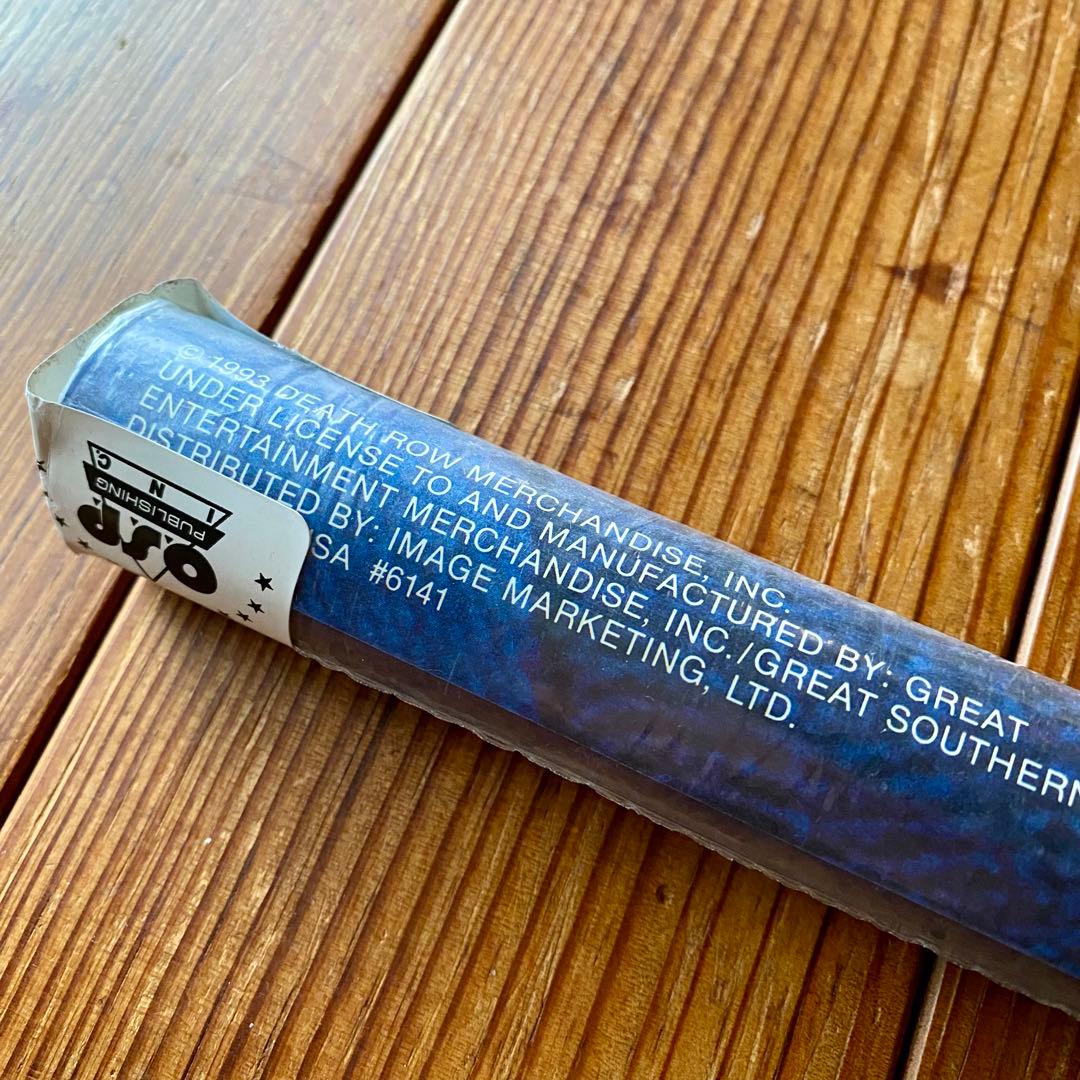 © 1993 DEATH ROW MERCHANDISE, INC.
UNDER LICENSE TO AND MANUFACTURED BY: GREAT
ENTERTAINMENT MERCHANDISE, INC./GREAT SOUTHERN
DISTRIBUTED BY: IMAGE MARKETING, LTD.
SA #6141
OSP
PUBLISHING
I N C